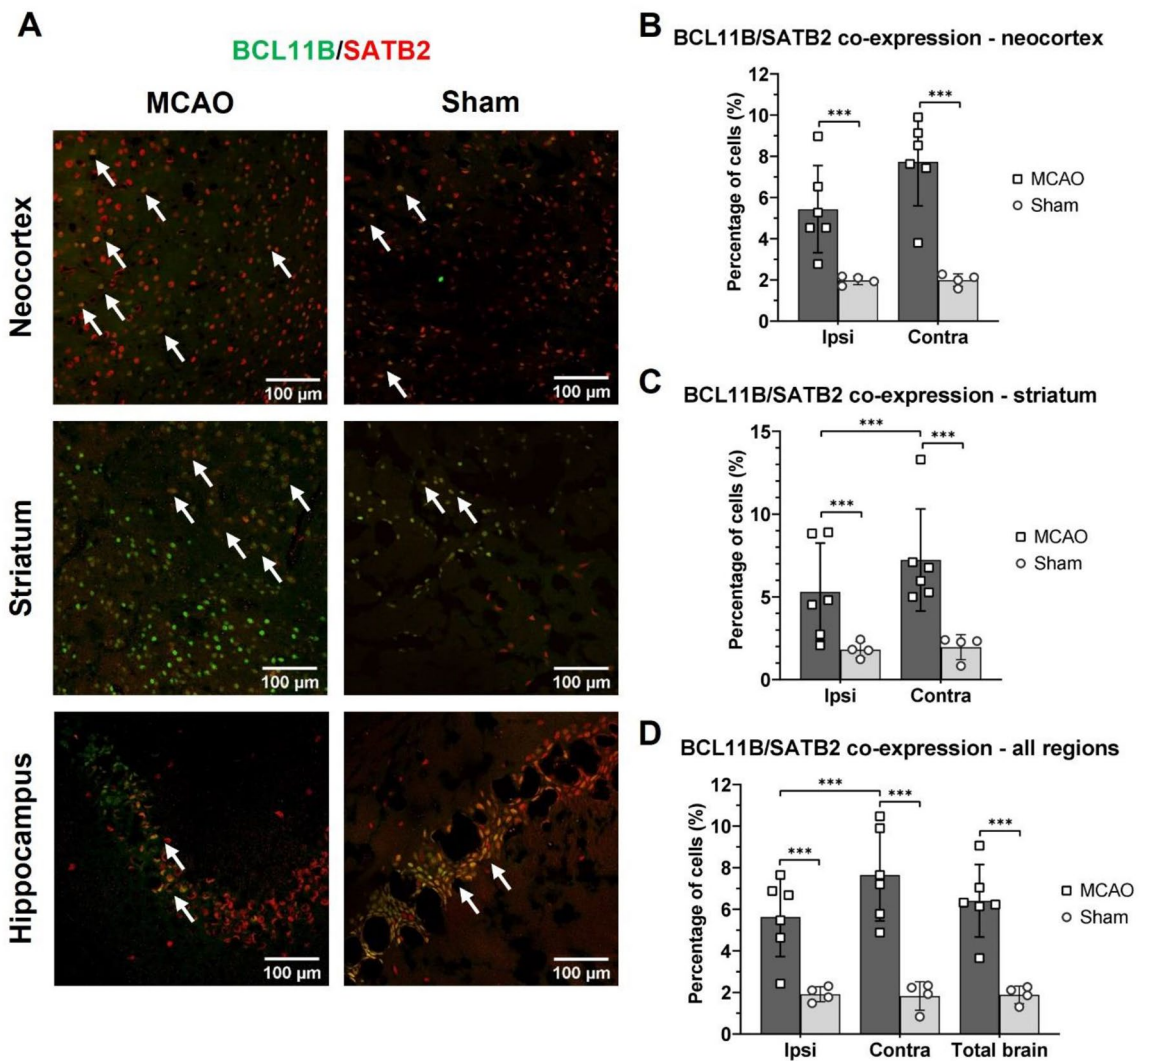 A
BCL11B/SATB2
MCAO
Sham
Neocortex
100 µm
100 µm
Striatum
100 µm
100 µm
Hippocampus
100 µm
100 µm
B
BCL11B/SATB2 co-expression - neocortex
Percentage of cells (%)
12
10
8
6
4
2
0
***
***
Ipsi
Contra
MCAO
Sham
C
BCL11B/SATB2 co-expression - striatum
Percentage of cells (%)
15
10
5
0
***
***
***
Ipsi
Contra
MCAO
Sham
D
BCL11B/SATB2 co-expression - all regions
Percentage of cells (%)
12
10
8
6
4
2
0
***
***
***
***
Ipsi
Contra
Total brain
MCAO
Sham